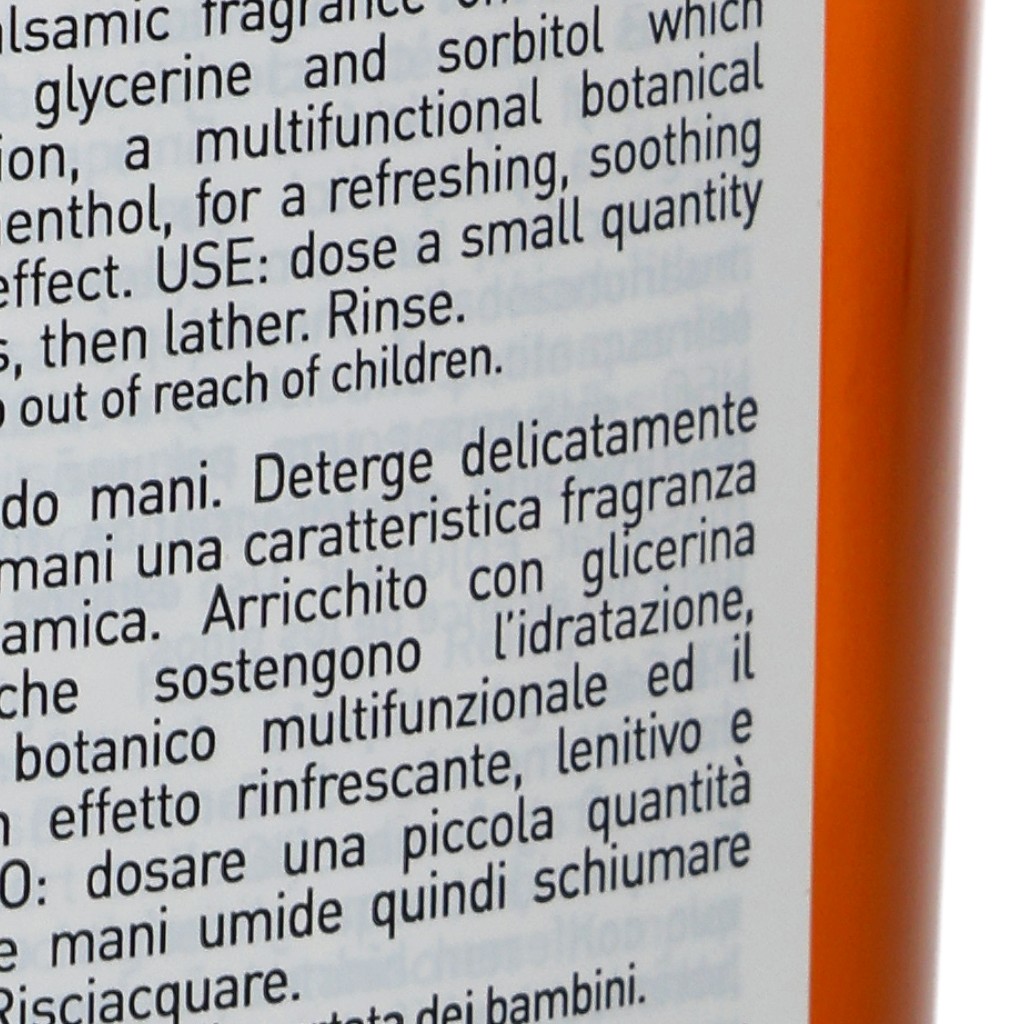 alsamic fragrance
glycerine and sorbitol which
ion, a multifunctional botanical
enthol, for a refreshing, soothing
effect. USE: dose a small quantity
s, then lather. Rinse.
out of reach of children.
do mani. Deterge delicatamente
mani una caratteristica fragranza
amica. Arricchito con glicerina
che sostengono l'idratazione,
botanico multifunzionale ed il
n effetto rinfrescante, lenitivo e
O: dosare una piccola quantità
e mani umide quindi schiumare
Risciacquare.
dei bambini.